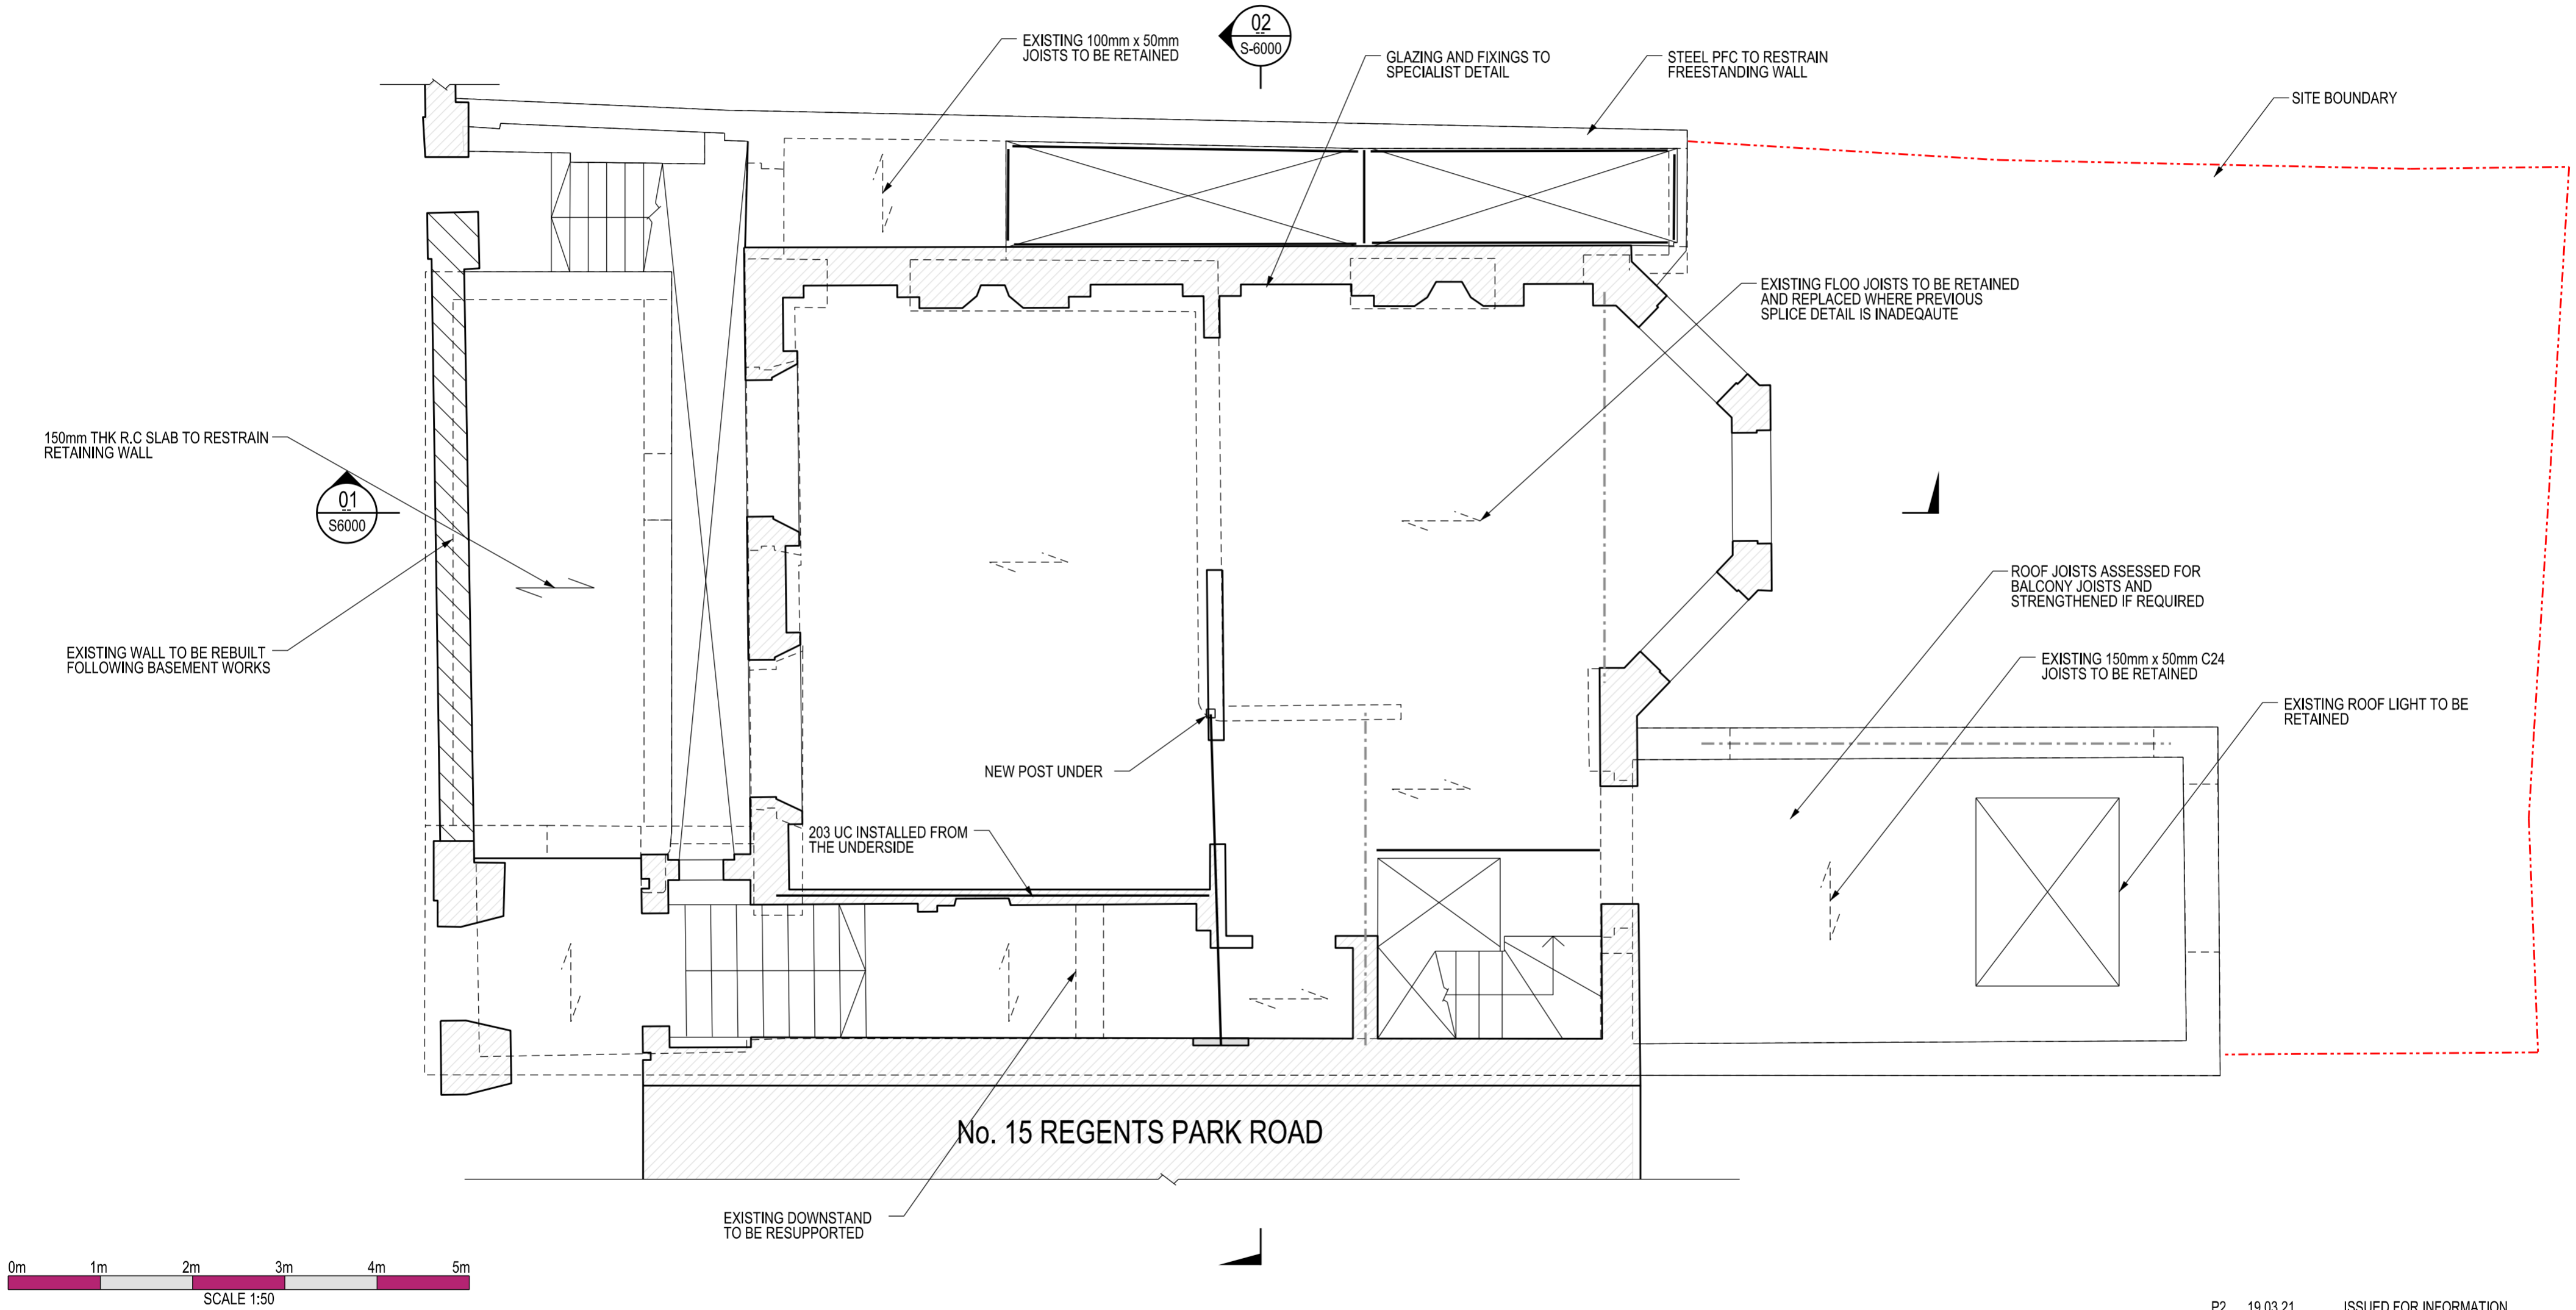 02
S-6000
EXISTING 100mm x 50mm
JOISTS TO BE RETAINED
GLAZING AND FIXINGS TO
SPECIALIST DETAIL
STEEL PFC TO RESTRAIN
FREESTANDING WALL
SITE BOUNDARY
EXISTING FLOO JOISTS TO BE RETAINED
AND REPLACED WHERE PREVIOUS
SPLICE DETAIL IS INADEQAUTE
150mm THK R.C SLAB TO RESTRAIN
RETAINING WALL
01
S6000
ROOF JOISTS ASSESSED FOR
BALCONY JOISTS AND
STRENGTHENED IF REQUIRED
EXISTING WALL TO BE REBUILT
FOLLOWING BASEMENT WORKS
EXISTING 150mm x 50mm C24
JOISTS TO BE RETAINED
EXISTING ROOF LIGHT TO BE
RETAINED
NEW POST UNDER
203 UC INSTALLED FROM
THE UNDERSIDE
No. 15 REGENTS PARK ROAD
EXISTING DOWNSTAND
TO BE RESUPPORTED
0m 1m 2m 3m 4m 5m
SCALE 1:50
P2 19.03.21 ISSUED FOR INFORMATION